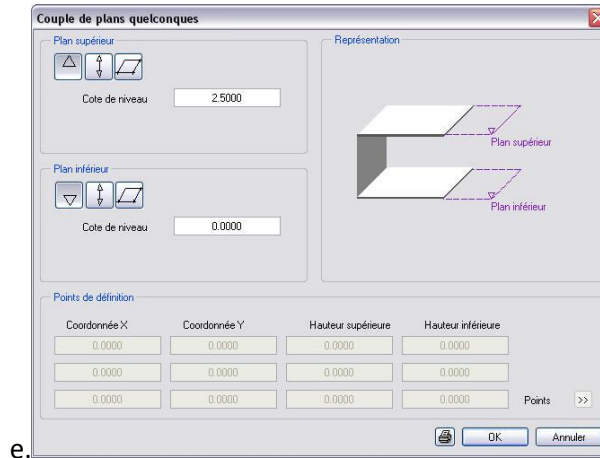 Couple de plans quelconques
Plan supérieur
Cote de niveau 2.5000
Plan inférieur
Cote de niveau 0.0000
Représentation
Plan supérieur
Plan inférieur
Points de définition
Coordonnée X Coordonnée Y Hauteur supérieure Hauteur inférieure
0.0000 0.0000 0.0000 0.0000
0.0000 0.0000 0.0000 0.0000
0.0000 0.0000 0.0000 0.0000 Points >>
OK Annuler
e.